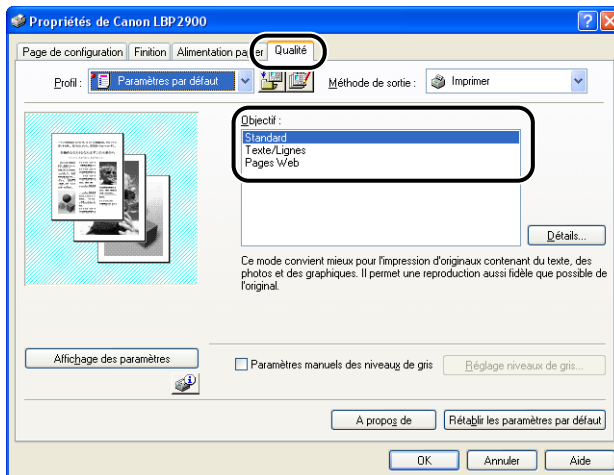 Propriétés de Canon LBP2900
Page de configuration Finition Alimentation papier Qualité
Profil : Paramètres par défaut Méthode de sortie : Imprimer
Objectif :
Standard
Texte/Lignes
Pages Web
Détails...
Ce mode convient mieux pour l'impression d'originaux contenant du texte, des
photos et des graphiques. Il permet une reproduction aussi fidèle que possible de
l'original.
Affichage des paramètres
Paramètres manuels des niveaux de gris Réglage niveaux de gris...
A propos de Rétablir les paramètres par défaut
OK Annuler Aide